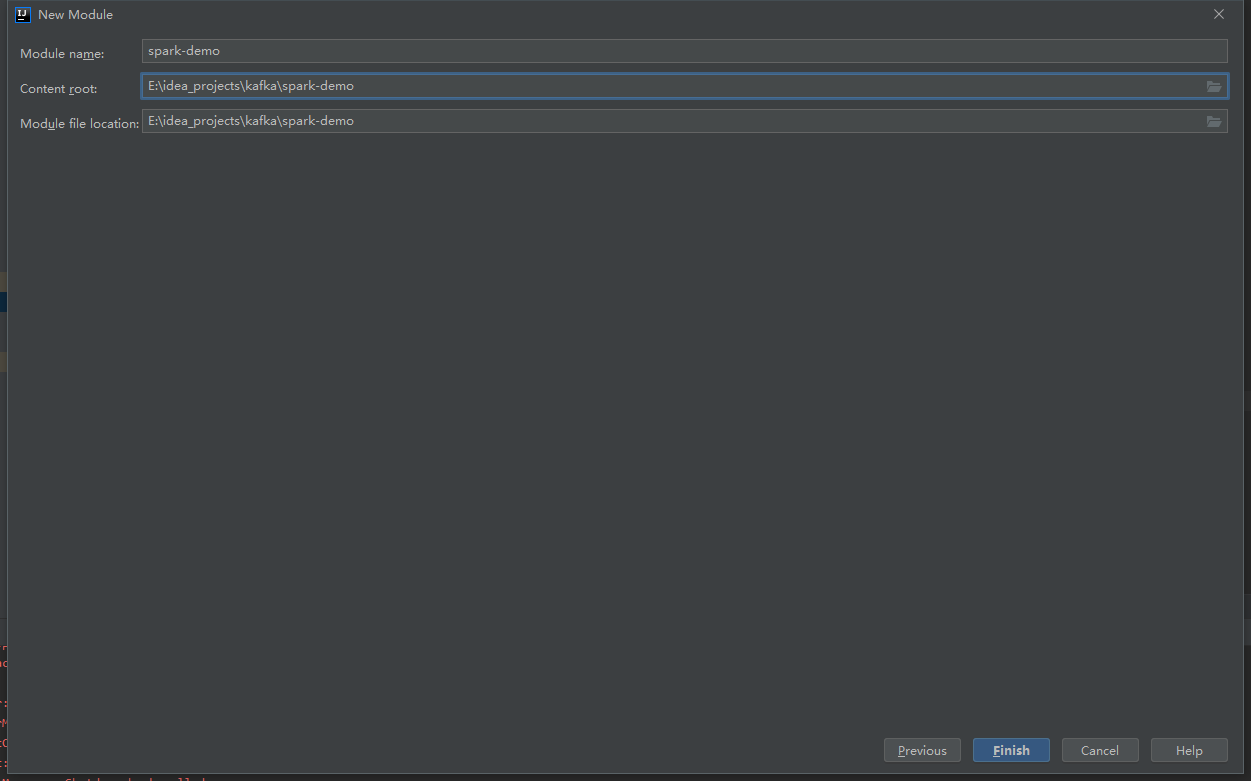 New Module
Module name: spark-demo
Content root: E:\idea_projects\kafka\spark-demo
Module file location: E:\idea_projects\kafka\spark-demo
Previous Finish Cancel Help